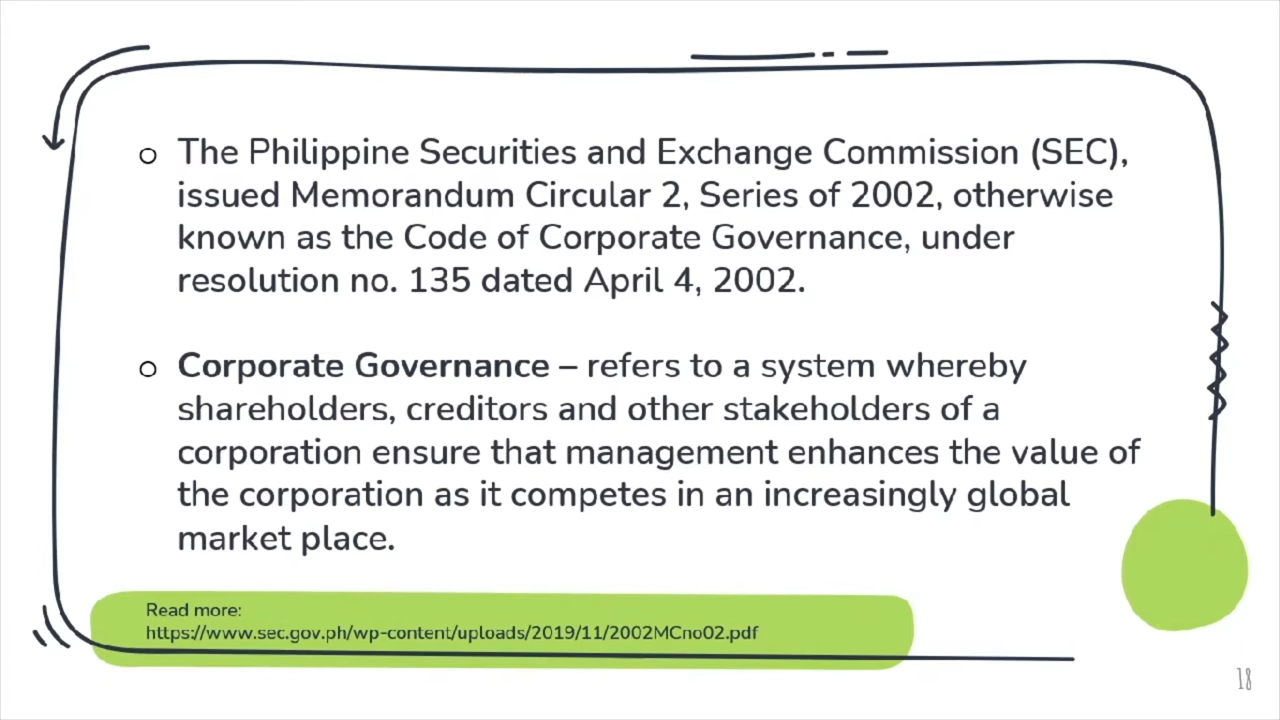 ○ The Philippine Securities and Exchange Commission (SEC),
issued Memorandum Circular 2, Series of 2002, otherwise
known as the Code of Corporate Governance, under
resolution no. 135 dated April 4, 2002.
○ Corporate Governance – refers to a system whereby
shareholders, creditors and other stakeholders of a
corporation ensure that management enhances the value of
the corporation as it competes in an increasingly global
market place.
Read more:
https://www.sec.gov.ph/wp-content/uploads/2019/11/2002MCno02.pdf
18